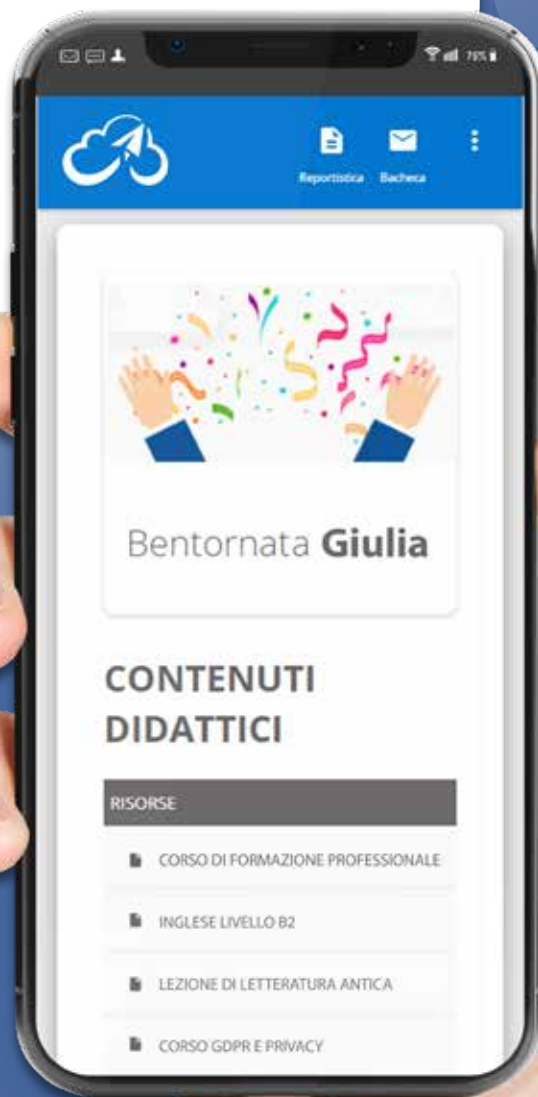 76%
Reportistica Bacheca
Bentornata Giulia
CONTENUTI
DIDATTICI
RISORSE
CORSO DI FORMAZIONE PROFESSIONALE
INGLESE LIVELLO B2
LEZIONE DI LETTERATURA ANTICA
CORSO GDPR E PRIVACY